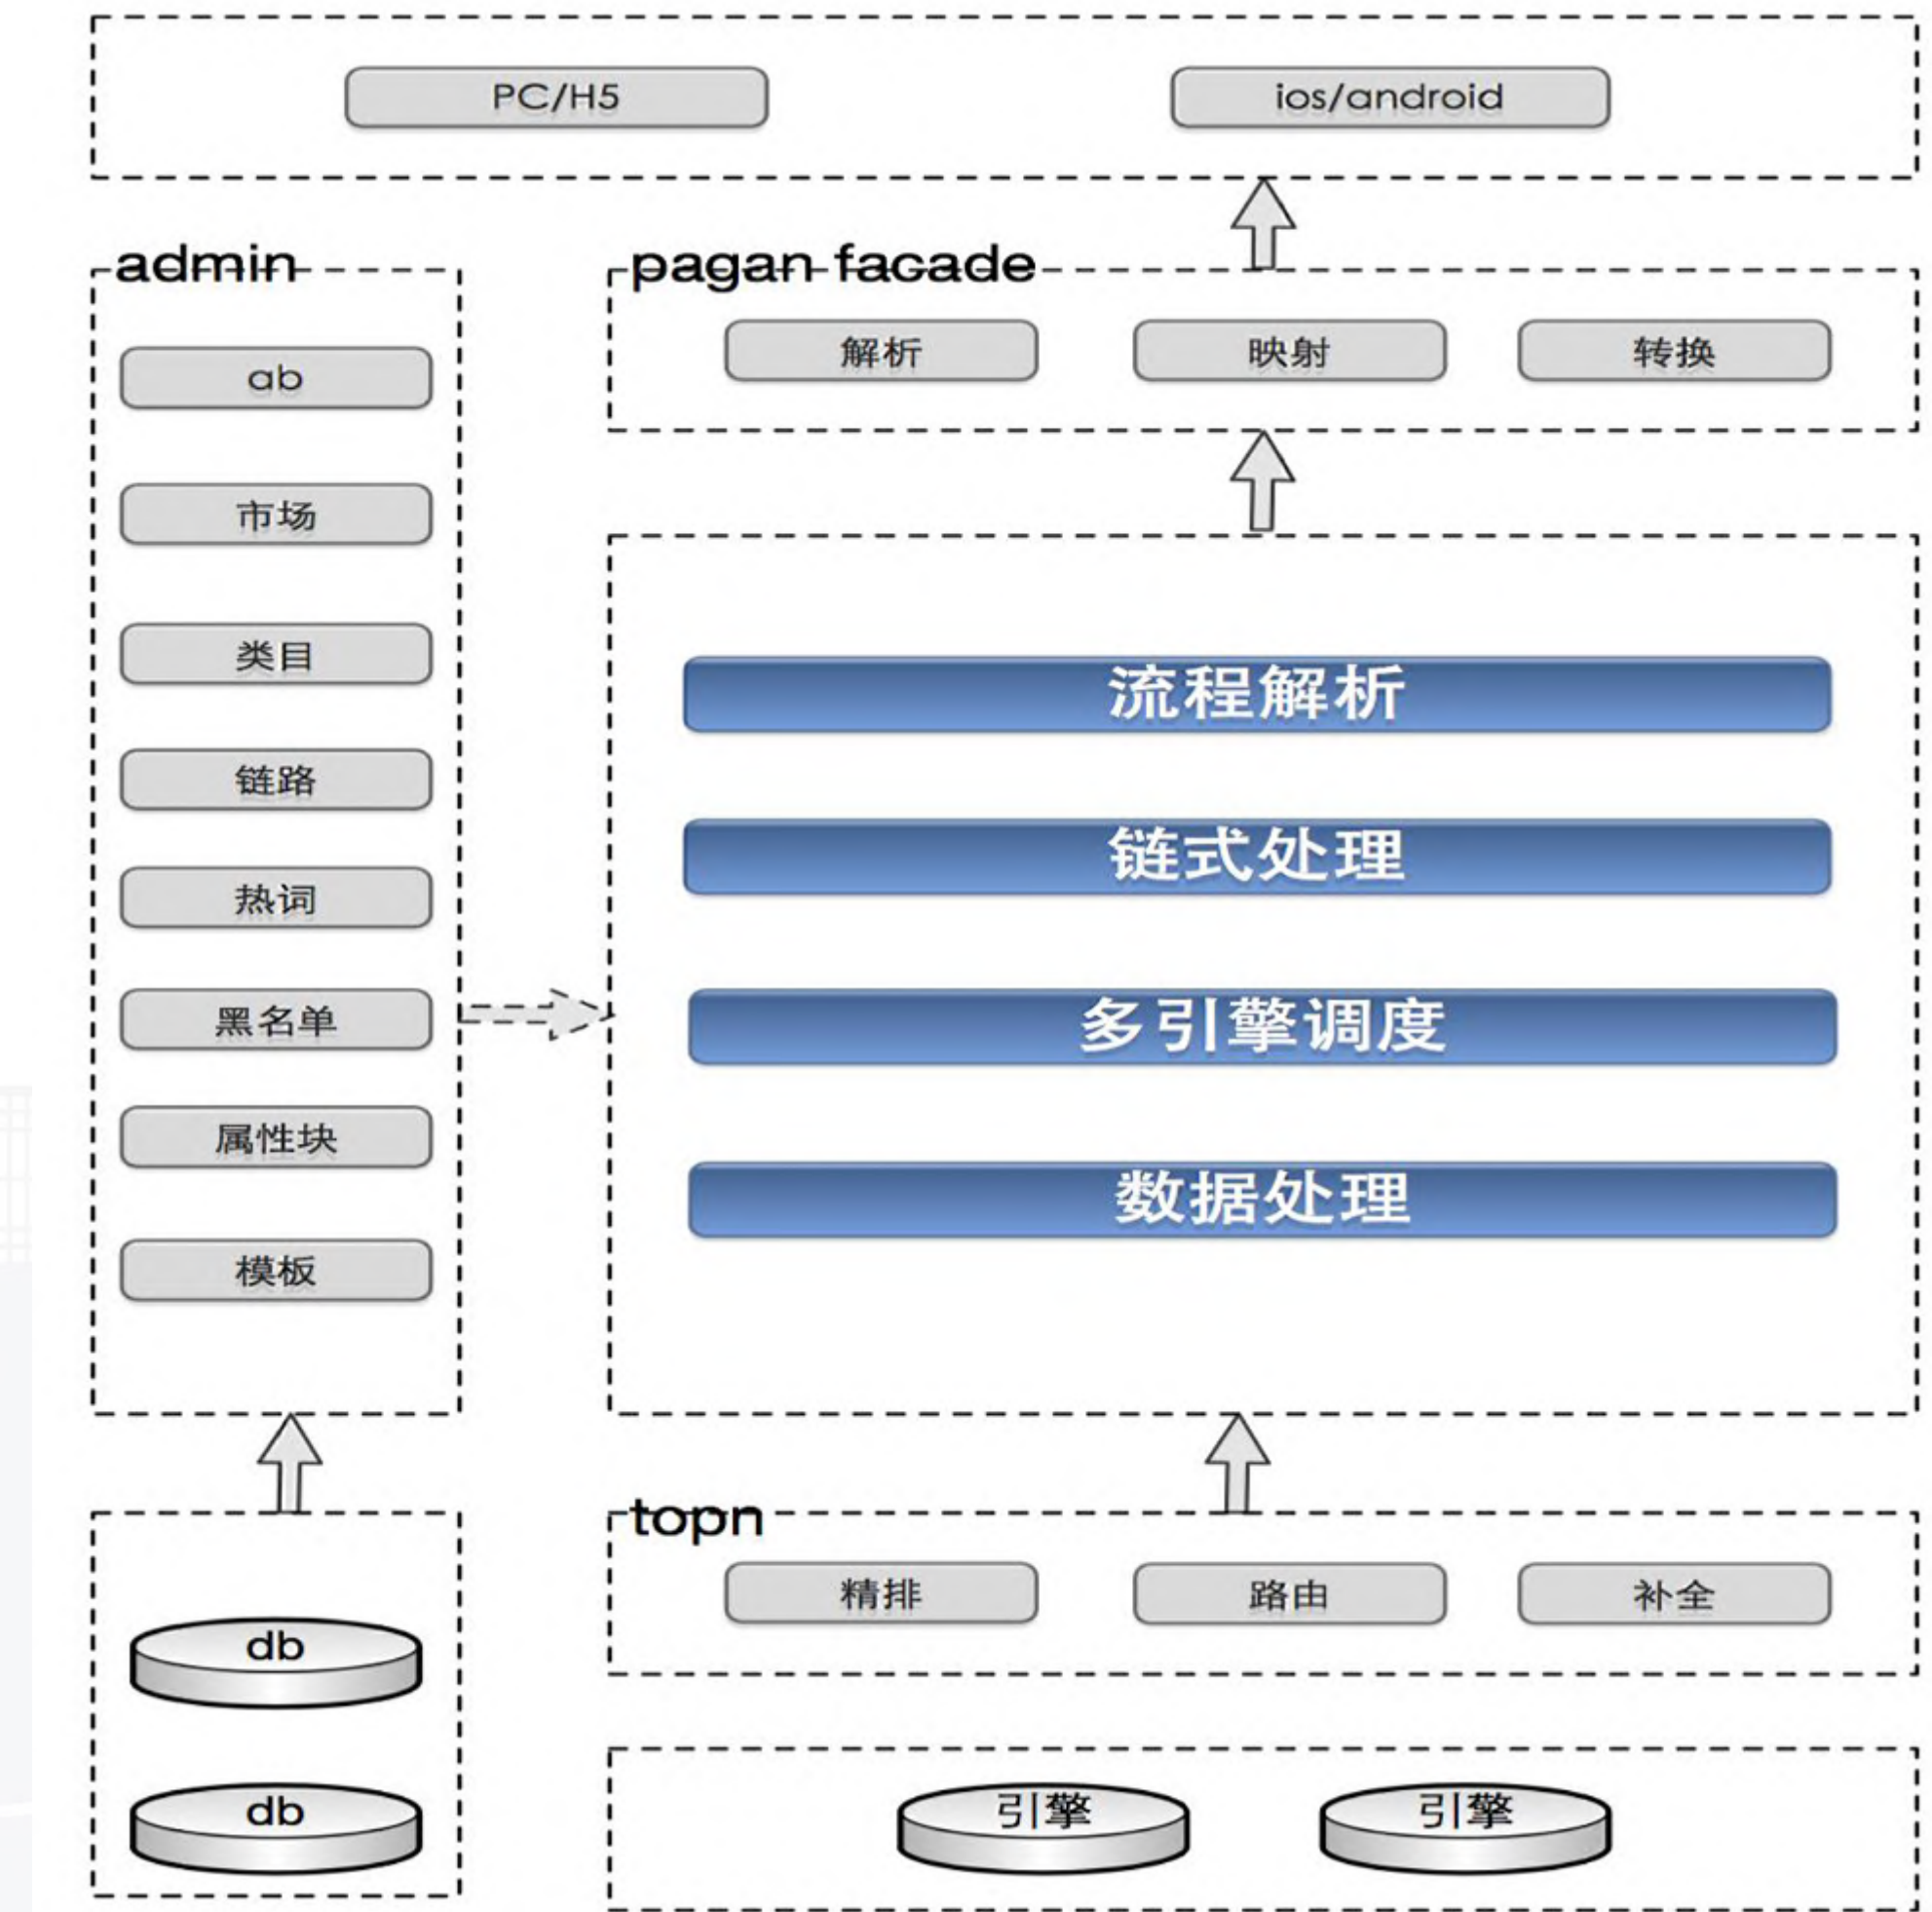 PC/H5
ios/android
admin
ab
市场
类目
链路
热词
黑名单
属性块
模板
pagan facade
解析
映射
转换
流程解析
链式处理
多引擎调度
数据处理
db
db
topn
精排
路由
补全
引擎
引擎